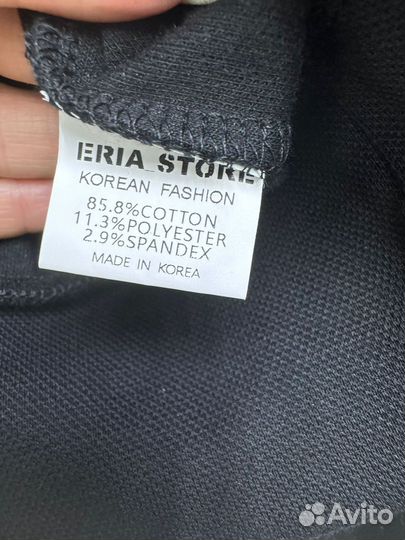 ERIA_STORE
KOREAN FASHION
85.8%COTTON
11.3%POLYESTER
2.9%SPANDEX
MADE IN KOREA
Avito